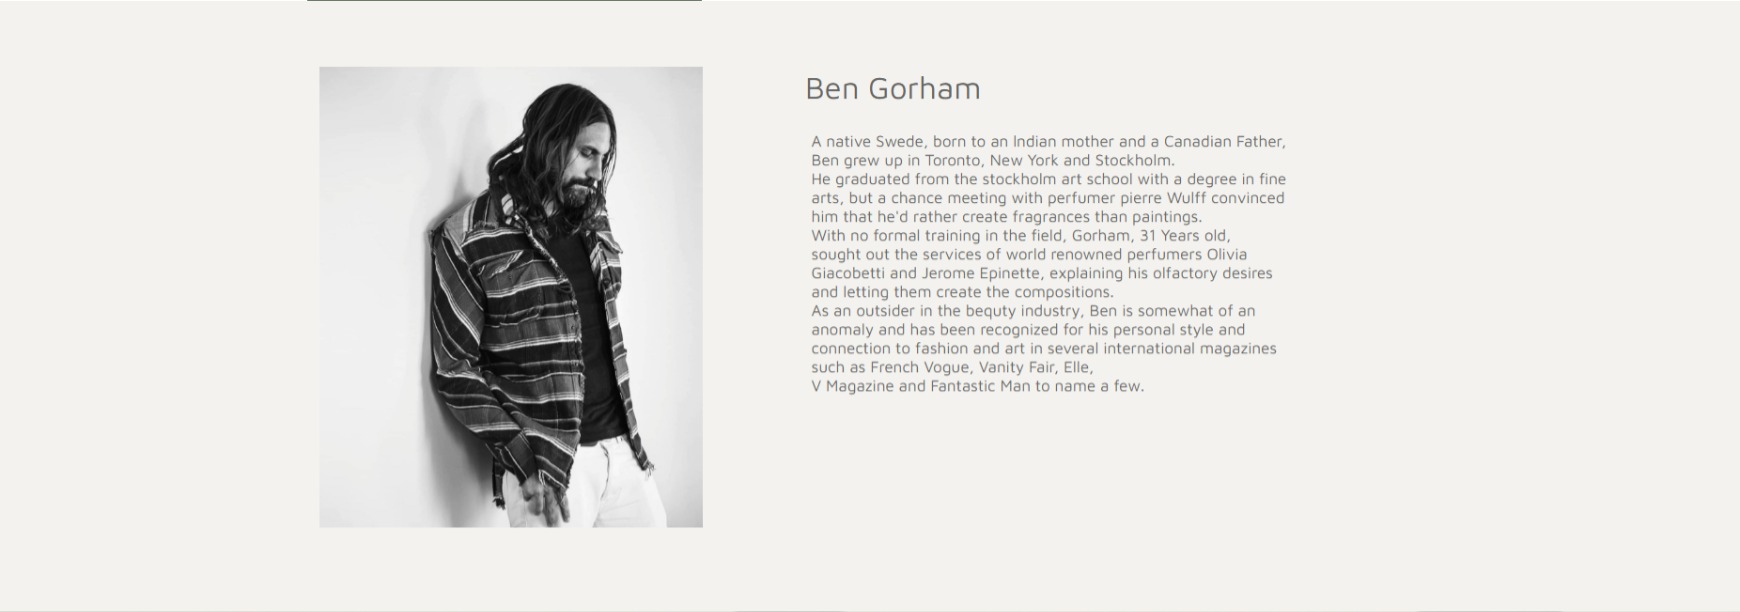 Ben Gorham
A native Swede, born to an Indian mother and a Canadian Father,
Ben grew up in Toronto, New York and Stockholm.
He graduated from the stockholm art school with a degree in fine
arts, but a chance meeting with perfumer pierre Wulff convinced
him that he'd rather create fragrances than paintings.
With no formal training in the field, Gorham, 31 Years old,
sought out the services of world renowned perfumers Olivia
Giacobetti and Jerome Epinette, explaining his olfactory desires
and letting them create the compositions.
As an outsider in the bequty industry, Ben is somewhat of an
anomaly and has been recognized for his personal style and
connection to fashion and art in several international magazines
such as French Vogue, Vanity Fair, Elle,
V Magazine and Fantastic Man to name a few.